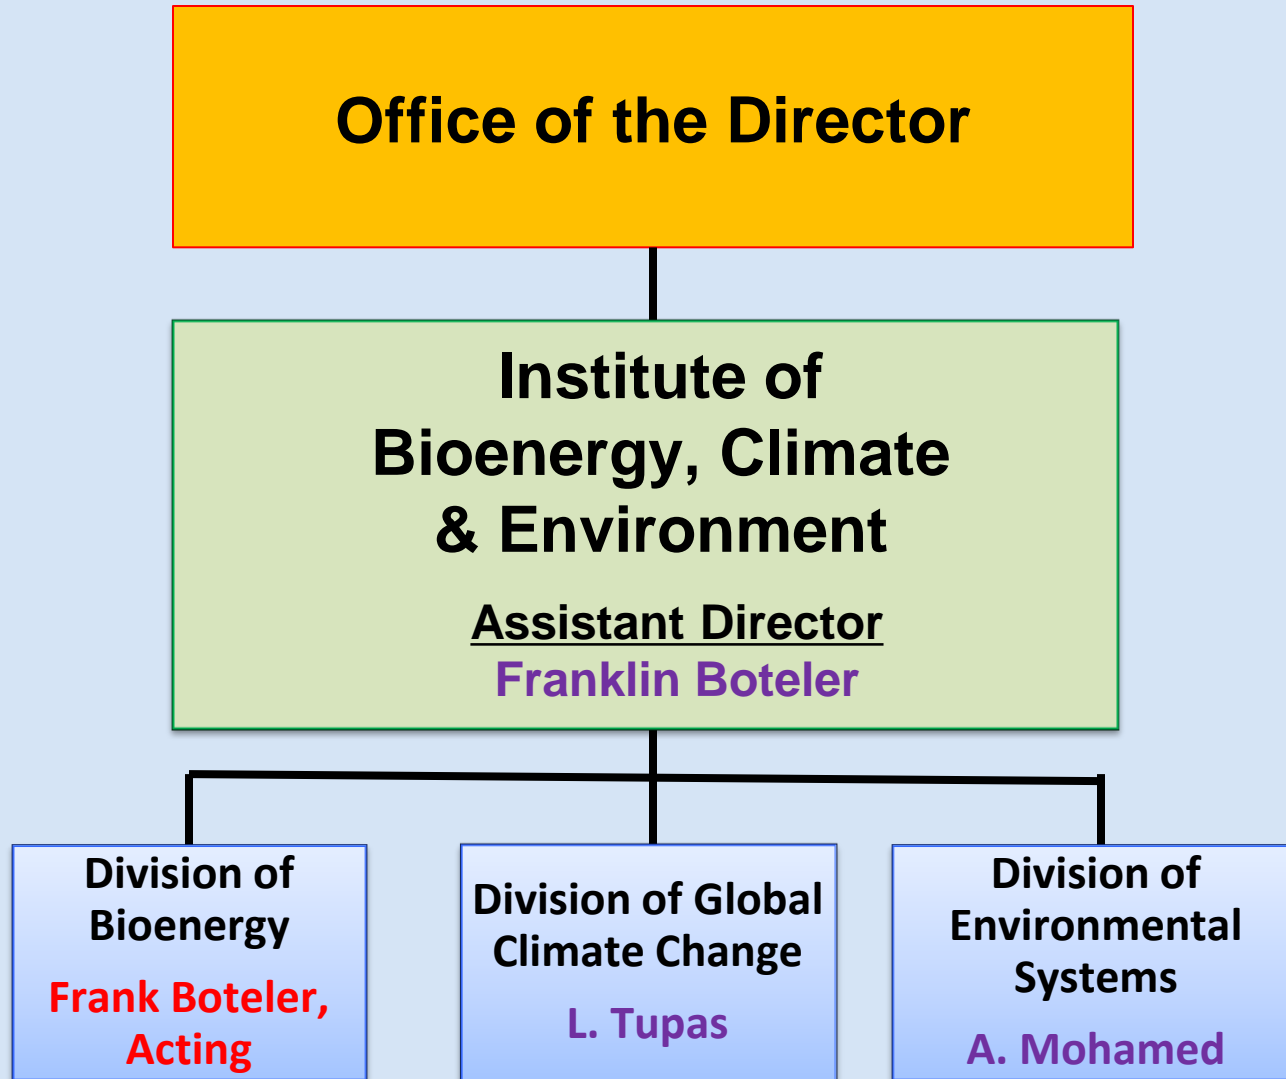 Office of the Director
Institute of
Bioenergy, Climate
& Environment
Assistant Director
Franklin Boteler
Division of
Bioenergy
Frank Boteler,
Acting
Division of Global
Climate Change
L. Tupas
Division of
Environmental
Systems
A. Mohamed